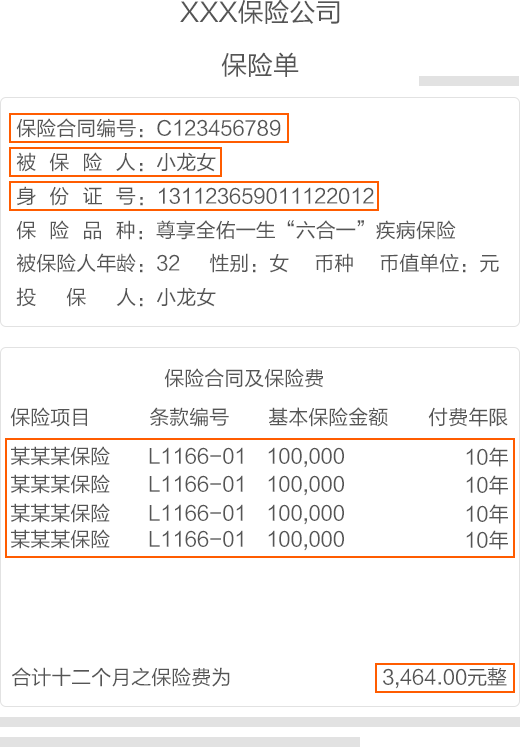 XXX保险公司
保险单
保险合同编号：C123456789
被保险人：小龙女
身份证号：131123659011122012
保险品种：尊享全佑一生“六合一”疾病保险
被保险人年龄：32 性别：女 币种 币值单位：元
投保人：小龙女
保险合同及保险费
保险项目 条款编号 基本保险金额 付费年限
某某某保险 L1166-01 100,000 10年
某某某保险 L1166-01 100,000 10年
某某某保险 L1166-01 100,000 10年
某某某保险 L1166-01 100,000 10年
合计十二个月之保险费为 3,464.00元整